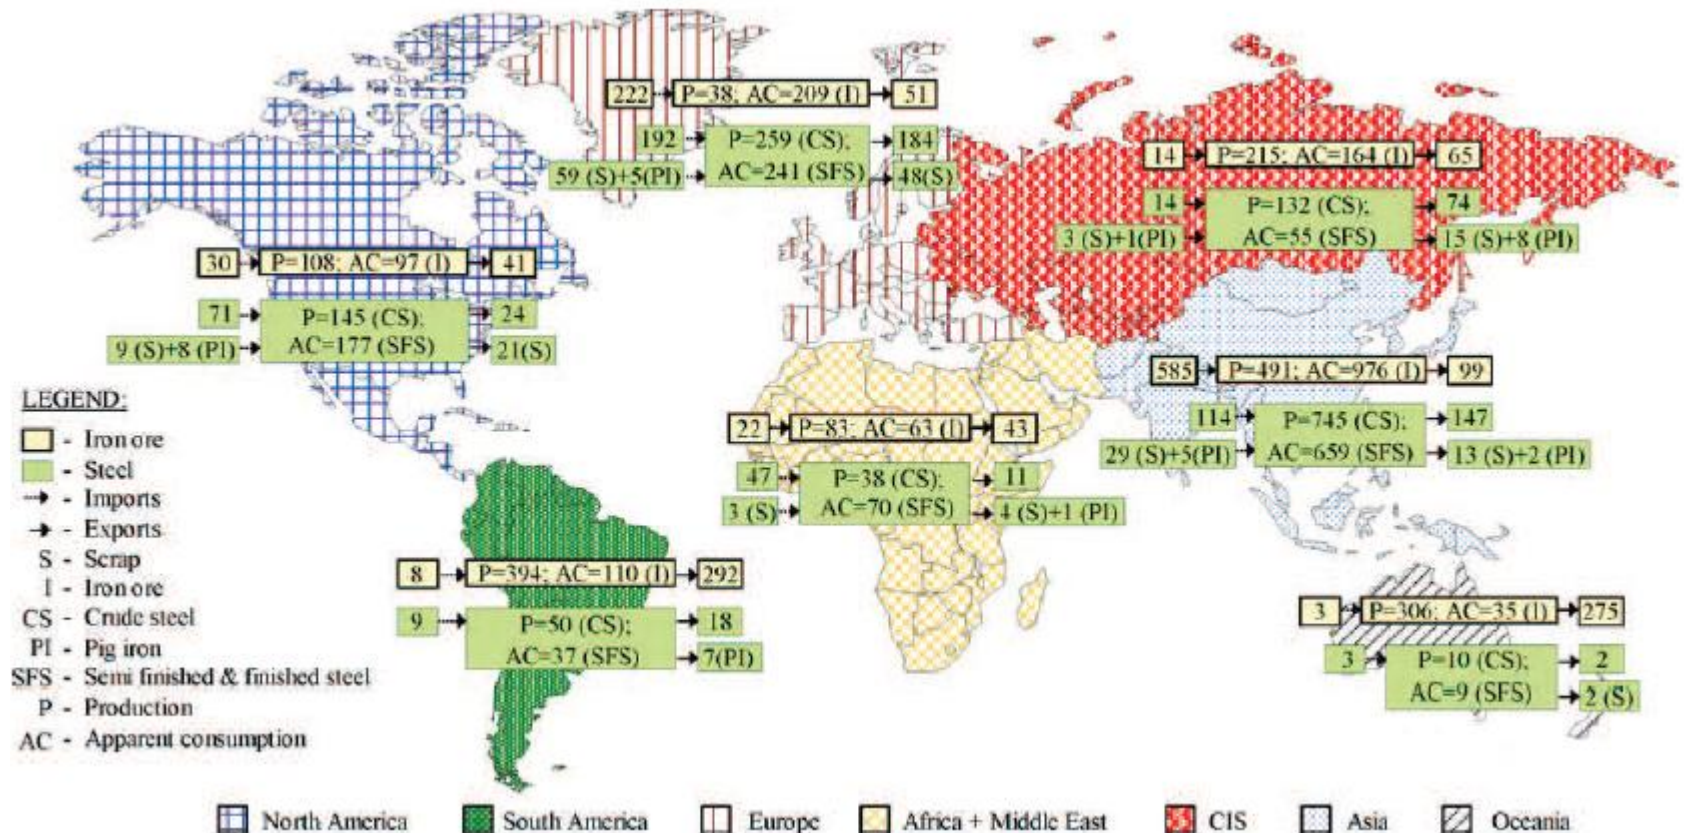 222 P=38; AC=209 (I) 51
192 P=259 (CS); 184
59 (S)+5(PI) AC=241 (SFS) 48(S)
14 P=215; AC=164 (I) 65
14 P=132 (CS); 74
3 (S)+1(PI) AC=55 (SFS) 15 (S)+8 (PI)
30 P=108; AC=97 (I) 41
71 P=145 (CS); 24
9 (S)+8 (PI) AC=177 (SFS) 21(S)
585 P=491; AC=976 (I) 99
114 P=745 (CS); 147
29 (S)+5(PI) AC=659 (SFS) 13 (S)+2 (PI)
22 P=83; AC=63 (I) 43
47 P=38 (CS); 11
3 (S) AC=70 (SFS) 4 (S)+1 (PI)
8 P=394; AC=110 (I) 292
9 P=50 (CS); 18
AC=37 (SFS) 7(PI)
3 P=306; AC=35 (I) 275
3 P=10 (CS); 2
AC=9 (SFS) 2 (S)
LEGEND:
- Iron ore
- Steel
- Imports
- Exports
S - Scrap
I - Iron ore
CS - Crude steel
PI - Pig iron
SFS - Semi finished & finished steel
P - Production
AC - Apparent consumption
North America South America Europe Africa + Middle East CIS Asia Oceania